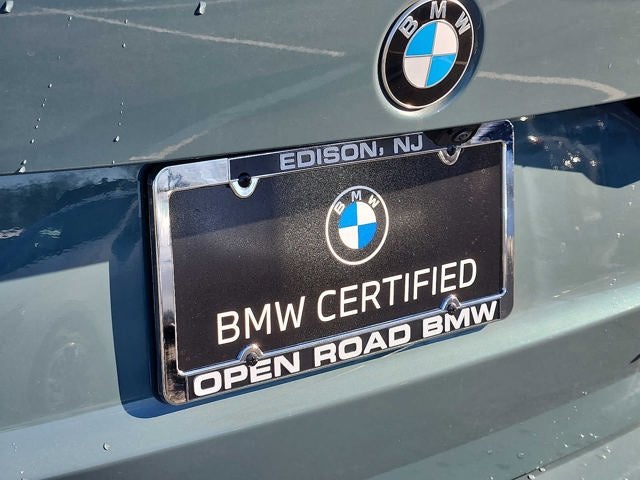 BMW
EDISON, NJ
BMW
BMW CERTIFIED
OPEN ROAD BMW